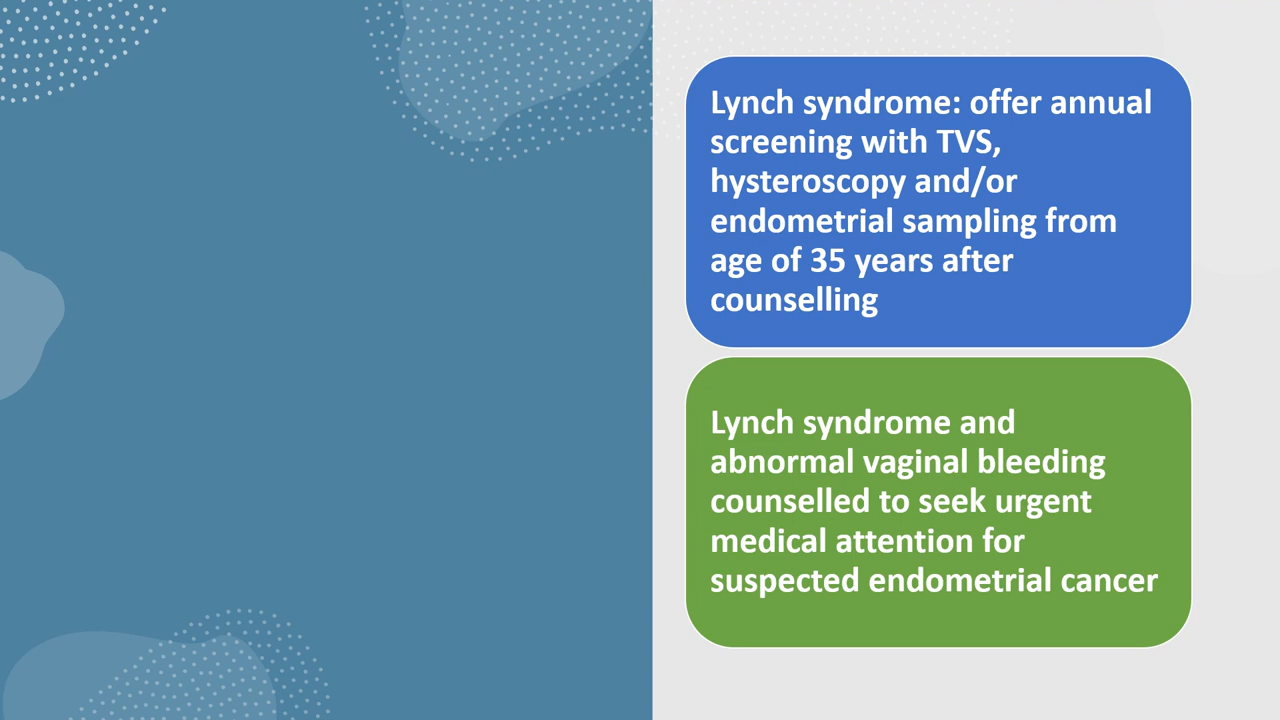 Lynch syndrome: offer annual
screening with TVS,
hysteroscopy and/or
endometrial sampling from
age of 35 years after
counselling
Lynch syndrome and
abnormal vaginal bleeding
counselled to seek urgent
medical attention for
suspected endometrial cancer